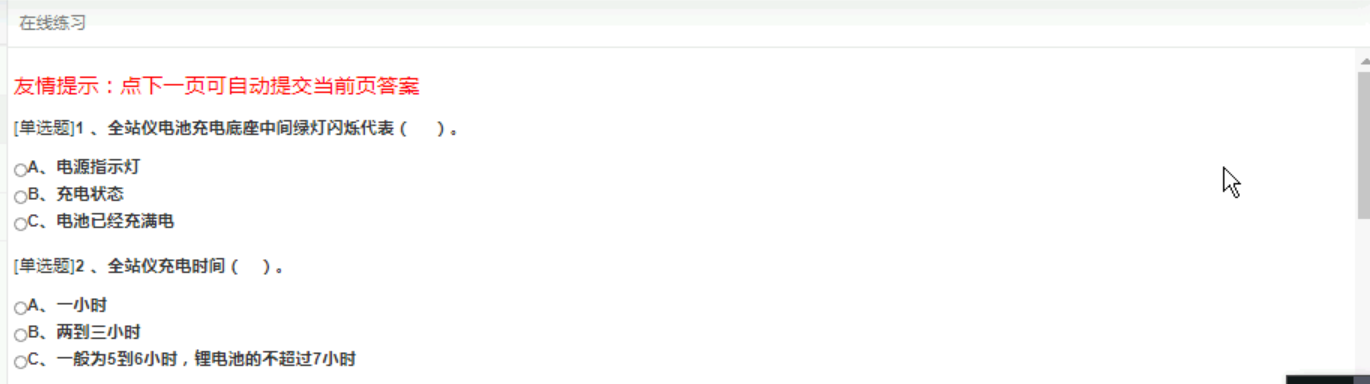 在线练习
友情提示：点下一页可自动提交当前页答案
[单选题]1 、全站仪电池充电底座中间绿灯闪烁代表（ ）。
A、电源指示灯
B、充电状态
C、电池已经充满电
[单选题]2 、全站仪充电时间（ ）。
A、一小时
B、两到三小时
C、一般为5到6小时，锂电池的不超过7小时